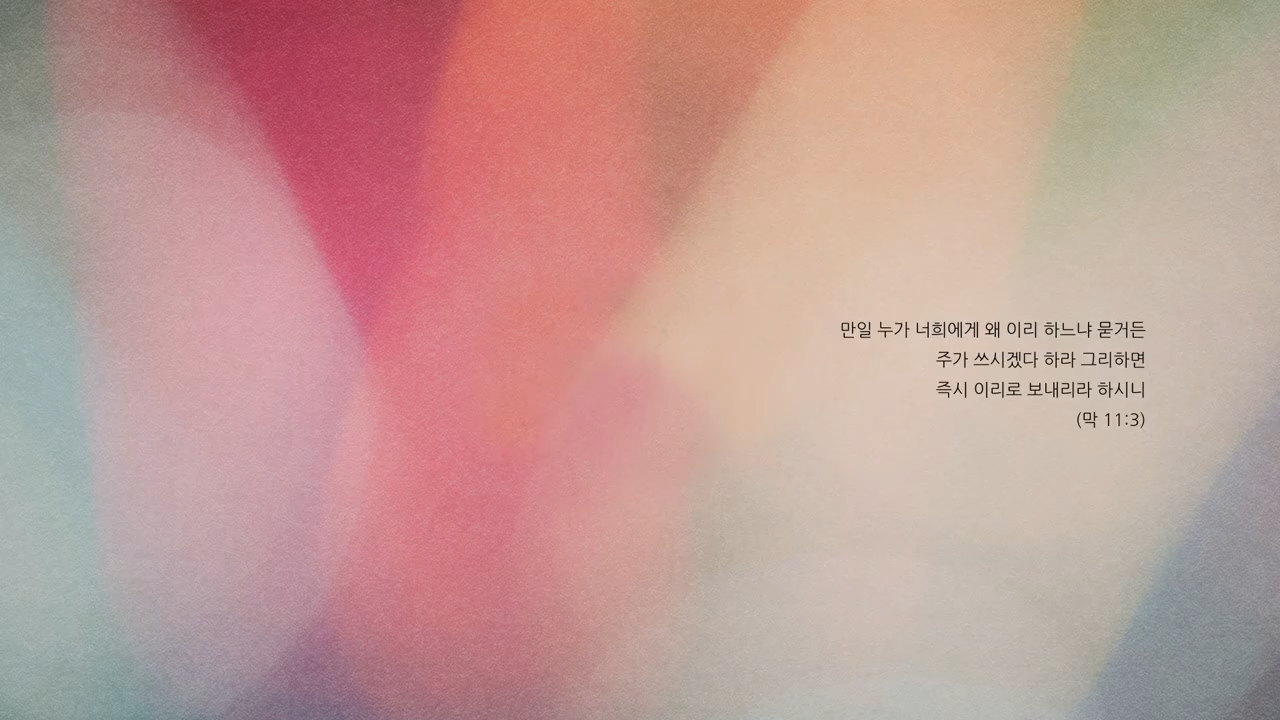 만일 누가 너희에게 왜 이리 하느냐 묻거든
주가 쓰시겠다 하라 그리하면
즉시 이리로 보내리라 하시니
(막 11:3)